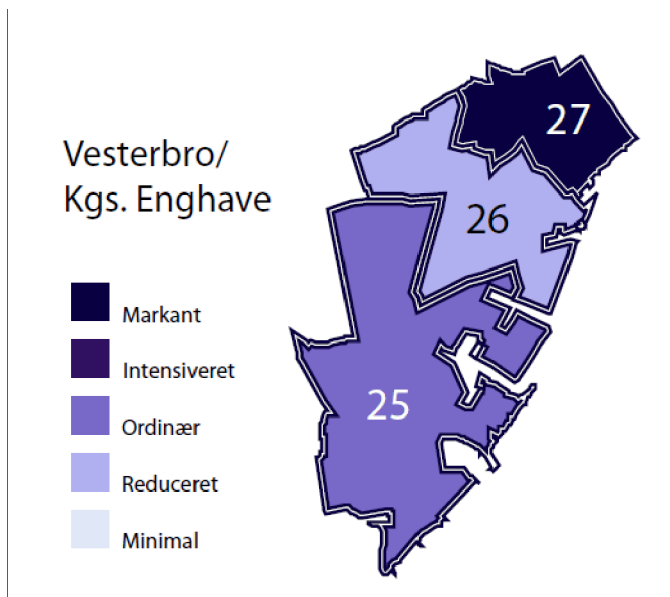 Vesterbro/
Kgs. Enghave
Markant
Intensiveret
Ordinær
Reduceret
Minimal
27
26
25